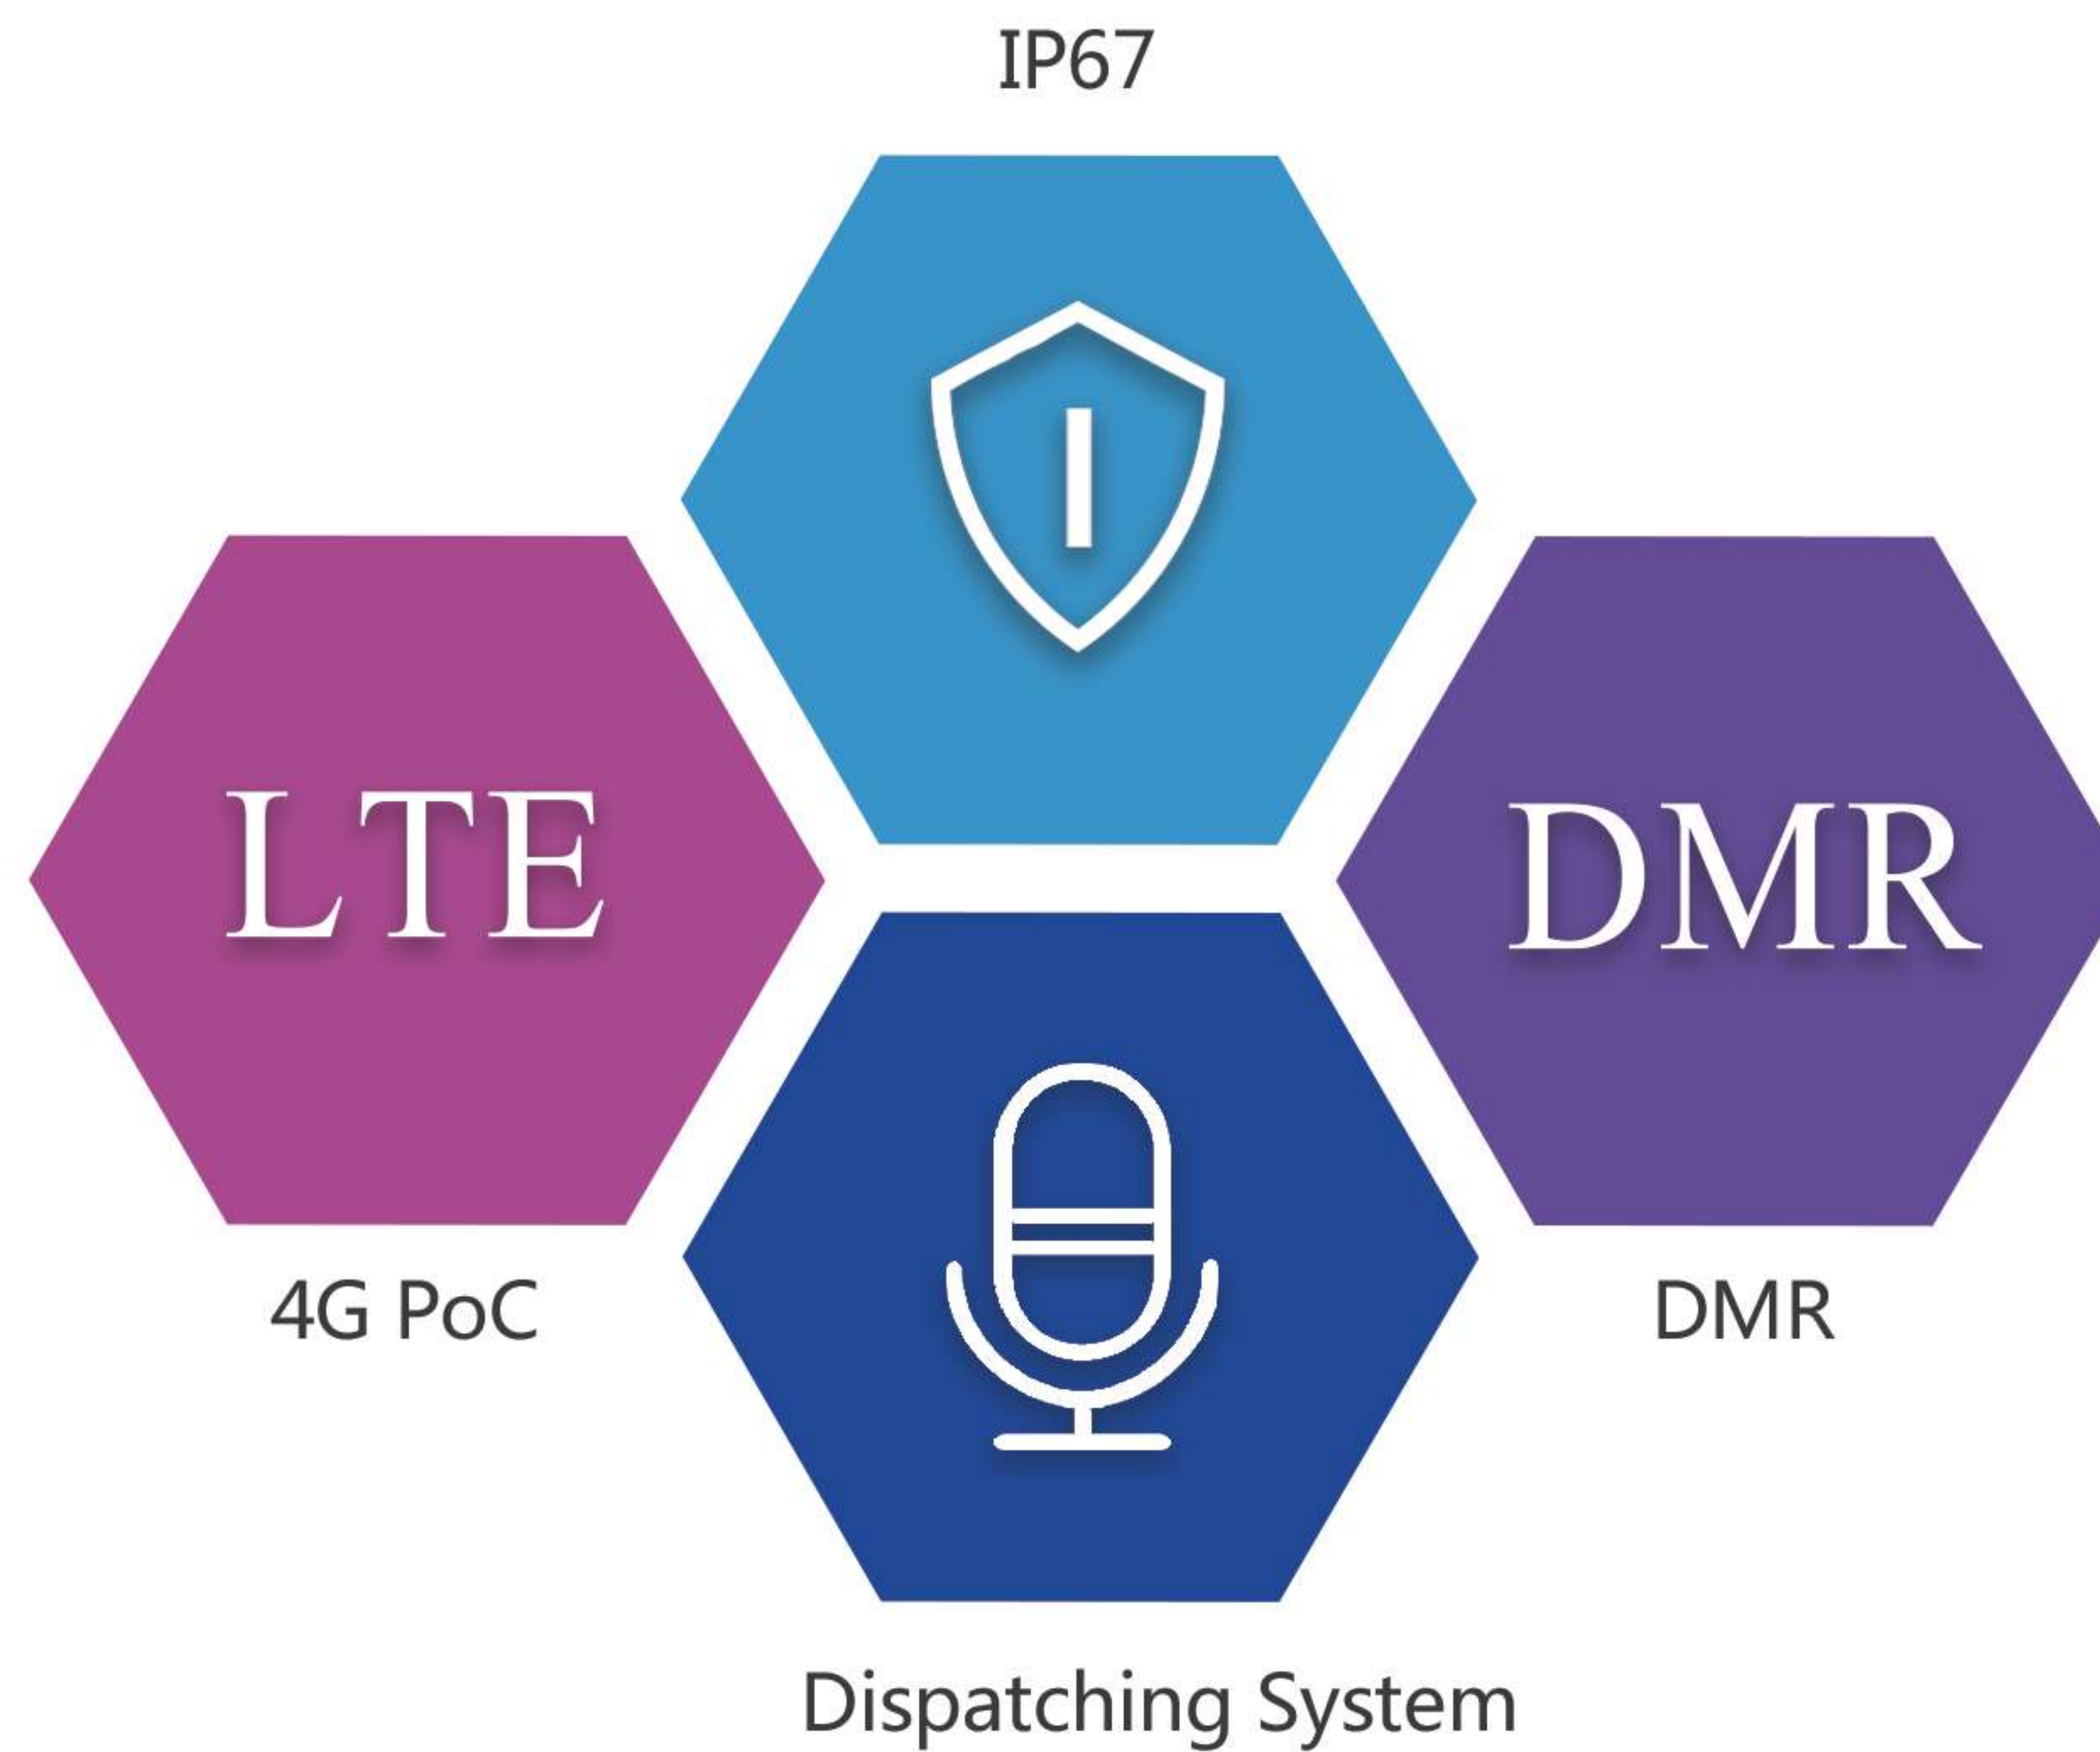 IP67
LTE
DMR
4G PoC
DMR
Dispatching System